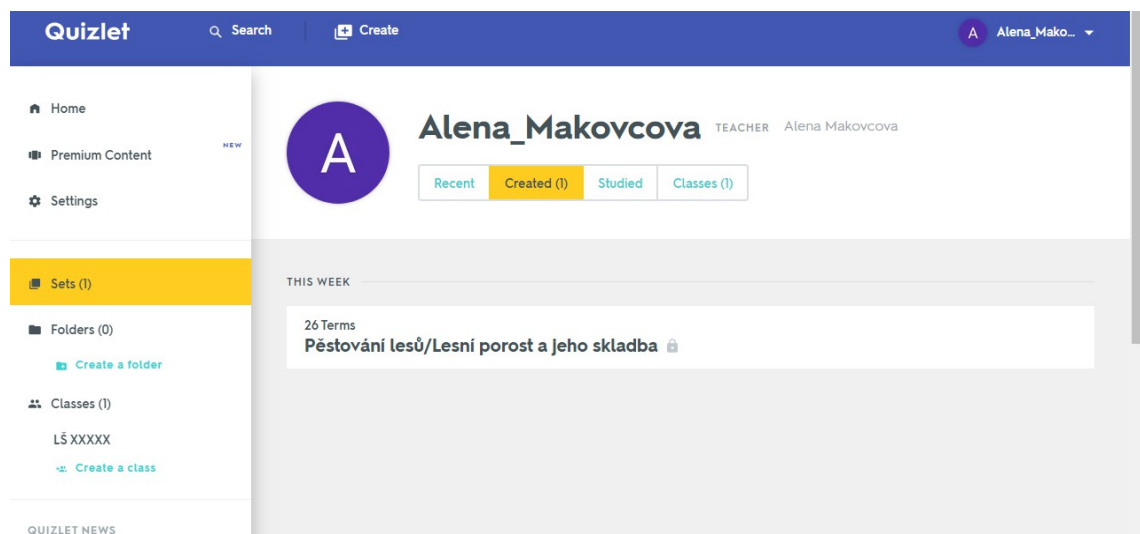 Quizlet Search Create A Alena_Mako...
Home
Premium Content NEW
Settings
Sets (1)
Folders (0)
Create a folder
Classes (1)
LŠ XXXXX
Create a class
QUIZLET NEWS
A
Alena_Makovcova TEACHER Alena Makovcova
Recent Created (1) Studied Classes (1)
THIS WEEK
26 Terms
Pěstování lesů/Lesní porost a jeho skladba